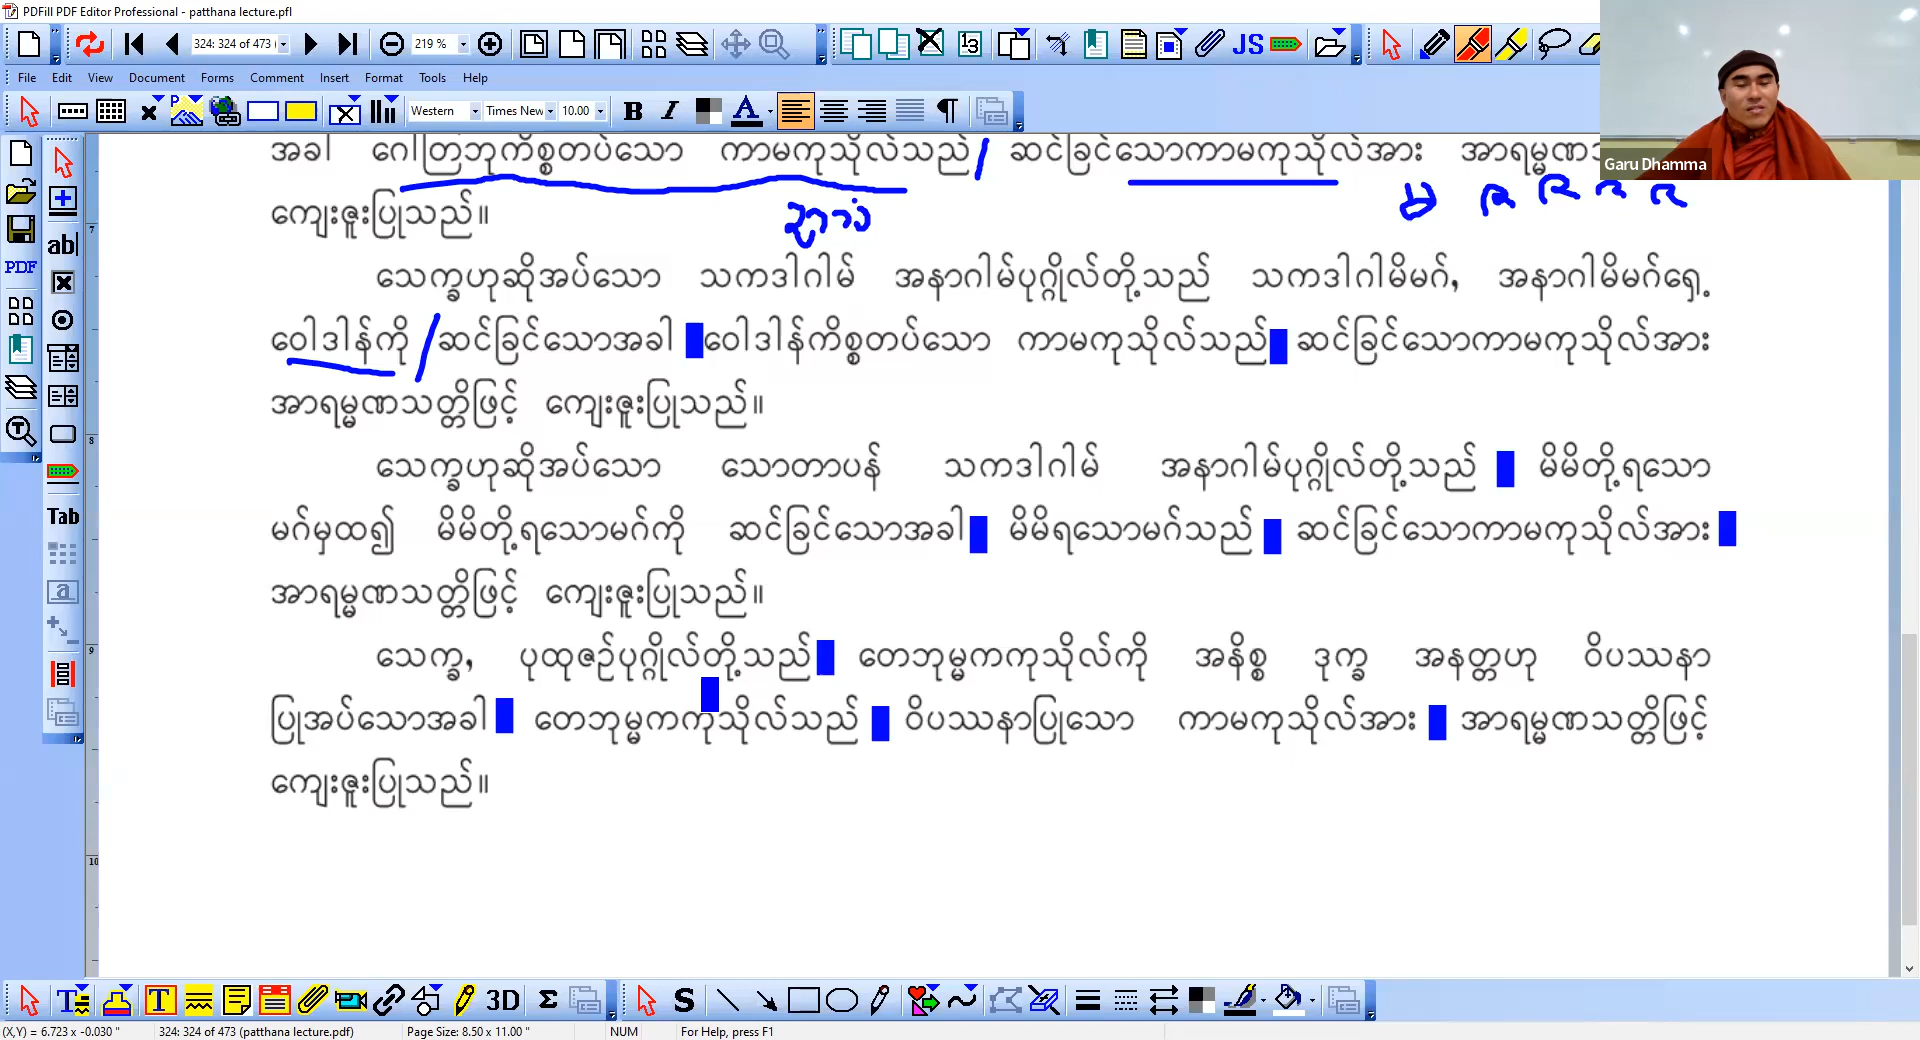 PDFill PDF Editor Professional - patthana lecture.pfl
324: 324 of 473
219 %
JS
File Edit View Document Forms Comment Insert Format Tools Help
Western Times New 10.00
Garu Dhamma
အခါ ဂေါတြဘုကိစ္စတပ်သော ကာမကုသိုလ်သည် ဆင်ခြင်သောကာမကုသိုလ်အား
ကျေးဇူးပြုသည်။
သေက္ခဟုဆိုအပ်သော သကဒါဂါမ် အနာဂါမ်ပုဂ္ဂိုလ်တို့သည် သကဒါဂါမိမဂ်, အနာဂါမိမဂ်ရှေ့
ဝေါဒါန်ကို ဆင်ခြင်သောအခါ ဝေါဒါန်ကိစ္စတပ်သော ကာမကုသိုလ်သည် ဆင်ခြင်သောကာမကုသိုလ်အား
အာရမ္မဏသတ္တိဖြင့် ကျေးဇူးပြုသည်။
သေက္ခဟုဆိုအပ်သော သောတာပန် သကဒါဂါမ် အနာဂါမ်ပုဂ္ဂိုလ်တို့သည် မိမိတို့ရသော
မဂ်မှထ၍ မိမိတို့ရသောမဂ်ကို ဆင်ခြင်သောအခါ မိမိရသောမဂ်သည် ဆင်ခြင်သောကာမကုသိုလ်အား
အာရမ္မဏသတ္တိဖြင့် ကျေးဇူးပြုသည်။
သေက္ခ, ပုထုဇဉ်ပုဂ္ဂိုလ်တို့သည် တေဘုမ္မကကုသိုလ်ကို အနိစ္စ ဒုက္ခ အနတ္တဟု ဝိပဿနာ
ပြုအပ်သောအခါ တေဘုမ္မကကုသိုလ်သည် ဝိပဿနာပြုသော ကာမကုသိုလ်အား အာရမ္မဏသတ္တိဖြင့်
ကျေးဇူးပြုသည်။
7
8
9
10
ab
PDF
Tab
3D
(X,Y) = 6.723 x -0.030 " 324: 324 of 473 (patthana lecture.pdf) Page Size: 8.50 x 11.00 " NUM For Help, press F1